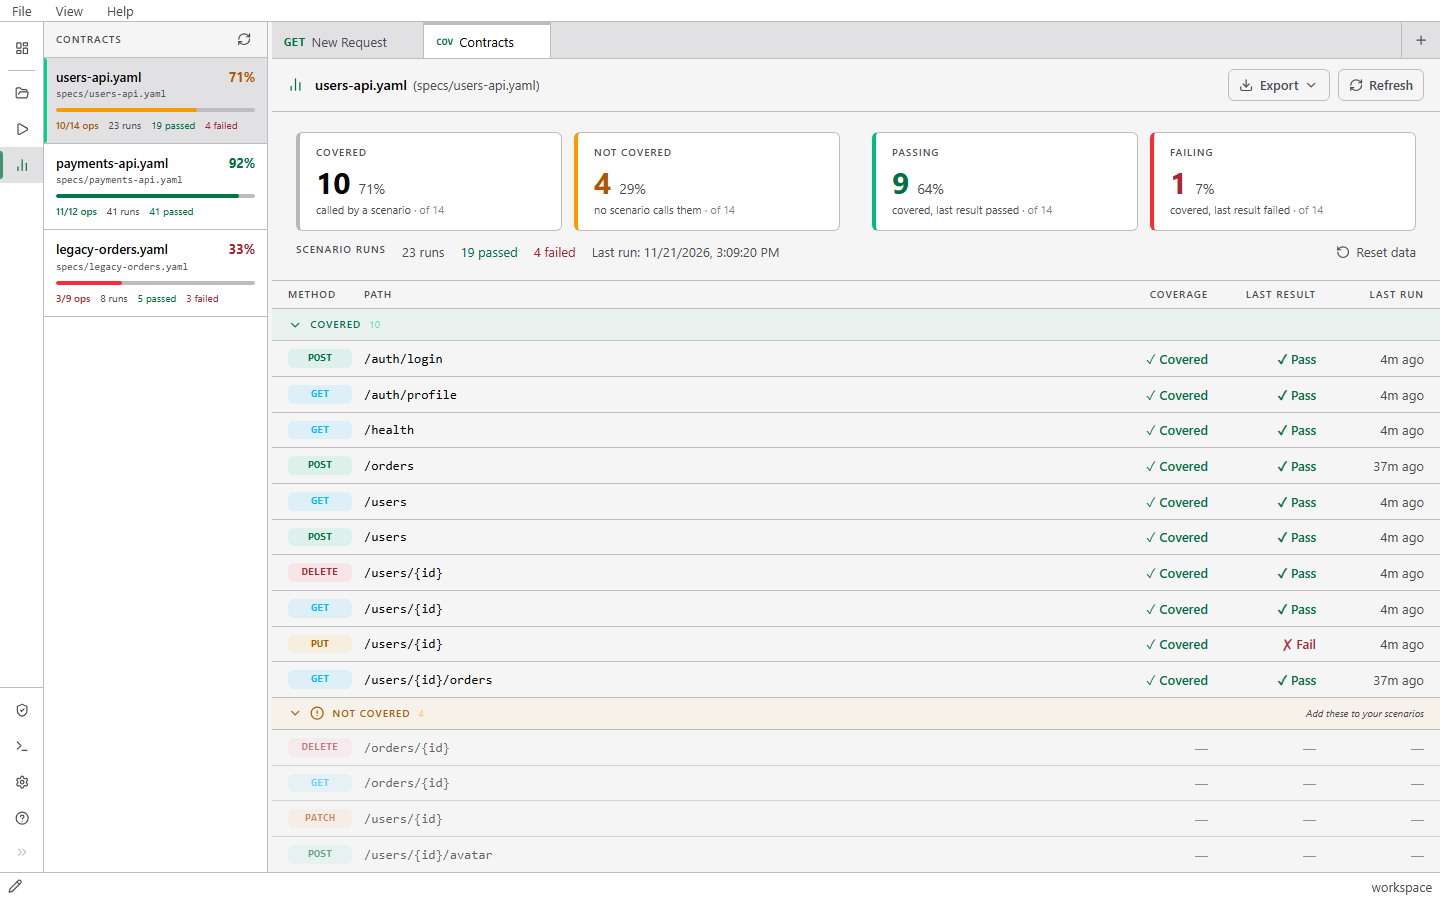 File View Help
CONTRACTS
users-api.yaml 71%
specs/users-api.yaml
10/14 ops 23 runs 19 passed 4 failed
payments-api.yaml 92%
specs/payments-api.yaml
11/12 ops 41 runs 41 passed
legacy-orders.yaml 33%
specs/legacy-orders.yaml
3/9 ops 8 runs 5 passed 3 failed
GET New Request
COV Contracts
+
users-api.yaml (specs/users-api.yaml)
Export
Refresh
COVERED
10 71%
called by a scenario · of 14
NOT COVERED
4 29%
no scenario calls them · of 14
PASSING
9 64%
covered, last result passed · of 14
FAILING
1 7%
covered, last result failed · of 14
SCENARIO RUNS 23 runs 19 passed 4 failed Last run: 11/21/2026, 3:09:20 PM
Reset data
METHOD PATH COVERAGE LAST RESULT LAST RUN
COVERED 10
POST /auth/login ✓ Covered ✓ Pass 4m ago
GET /auth/profile ✓ Covered ✓ Pass 4m ago
GET /health ✓ Covered ✓ Pass 4m ago
POST /orders ✓ Covered ✓ Pass 37m ago
GET /users ✓ Covered ✓ Pass 4m ago
POST /users ✓ Covered ✓ Pass 4m ago
DELETE /users/{id} ✓ Covered ✓ Pass 4m ago
GET /users/{id} ✓ Covered ✓ Pass 4m ago
PUT /users/{id} ✓ Covered ✗ Fail 4m ago
GET /users/{id}/orders ✓ Covered ✓ Pass 37m ago
NOT COVERED 4 Add these to your scenarios
DELETE /orders/{id} — — —
GET /orders/{id} — — —
PATCH /users/{id} — — —
POST /users/{id}/avatar — — —
workspace